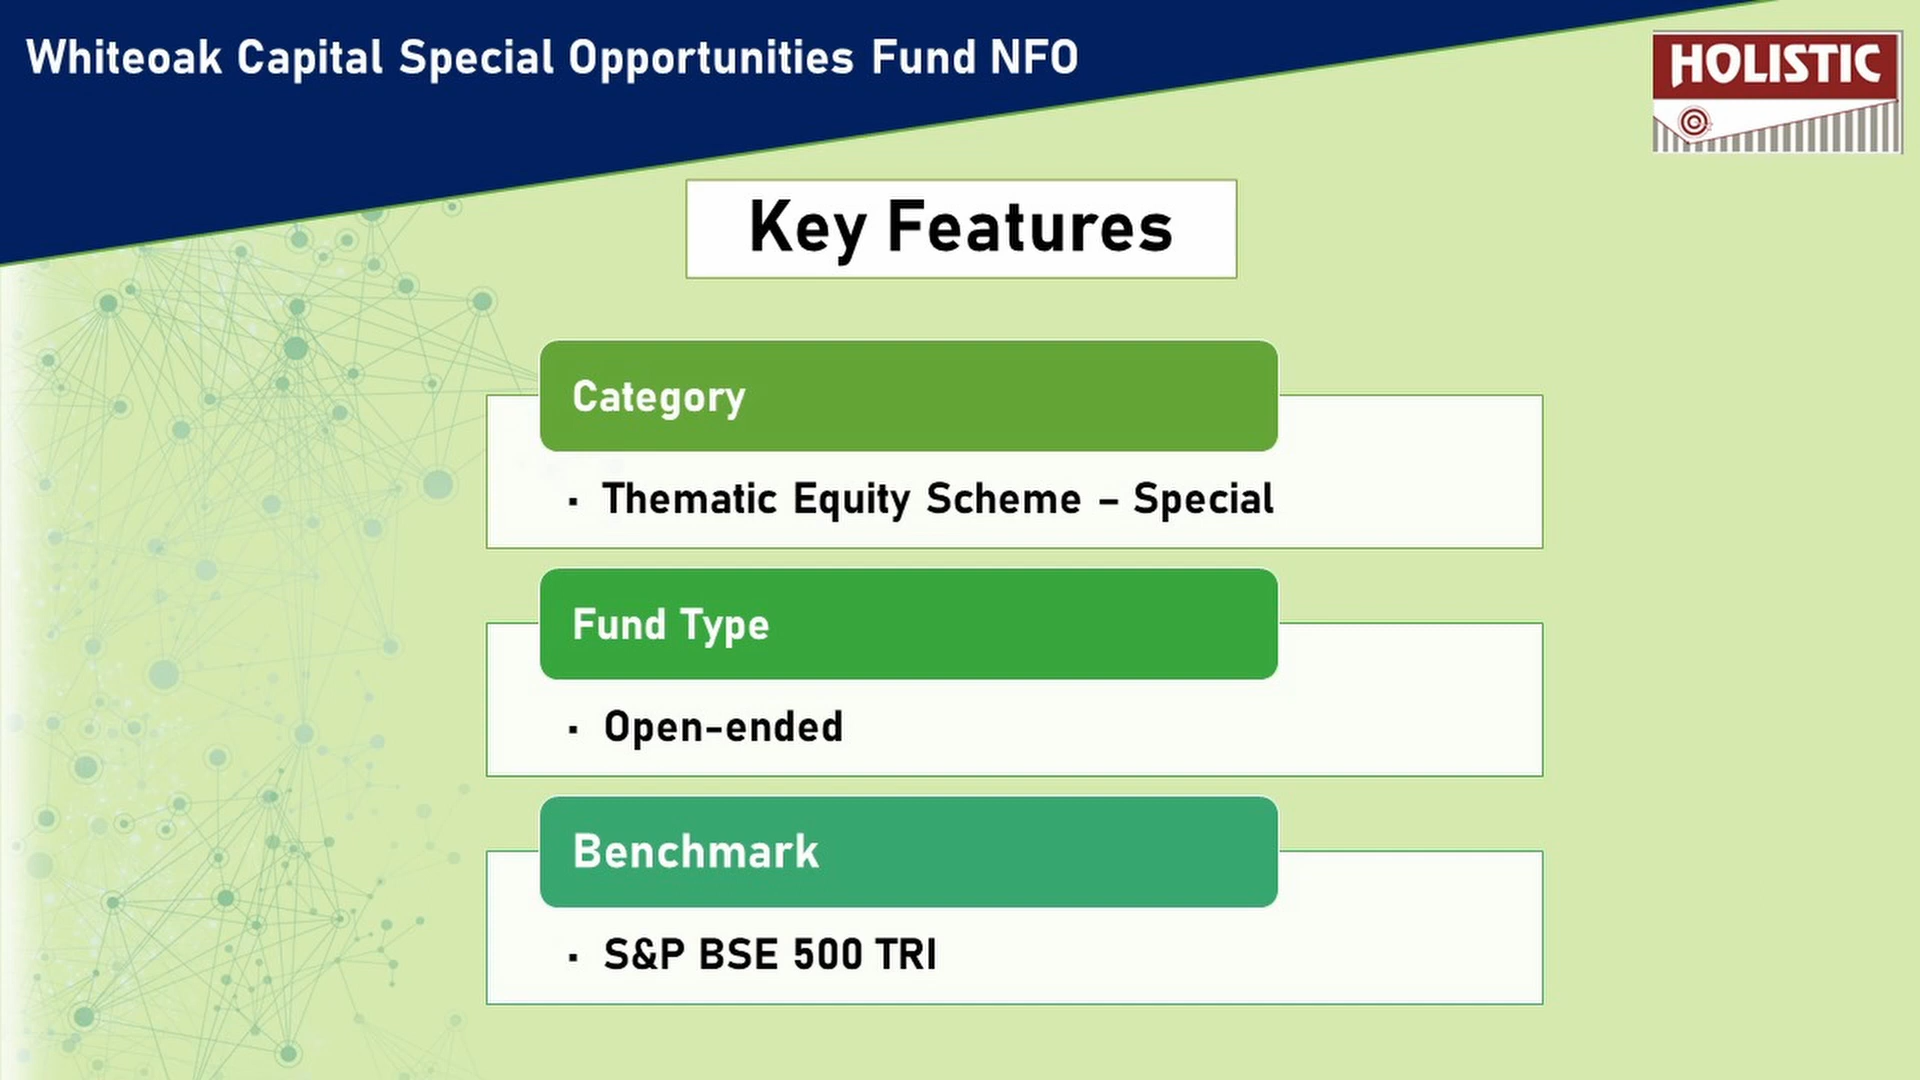 Whiteoak Capital Special Opportunities Fund NFO
HOLISTIC
Key Features
Category
▪ Thematic Equity Scheme – Special
Fund Type
▪ Open-ended
Benchmark
▪ S&P BSE 500 TRI